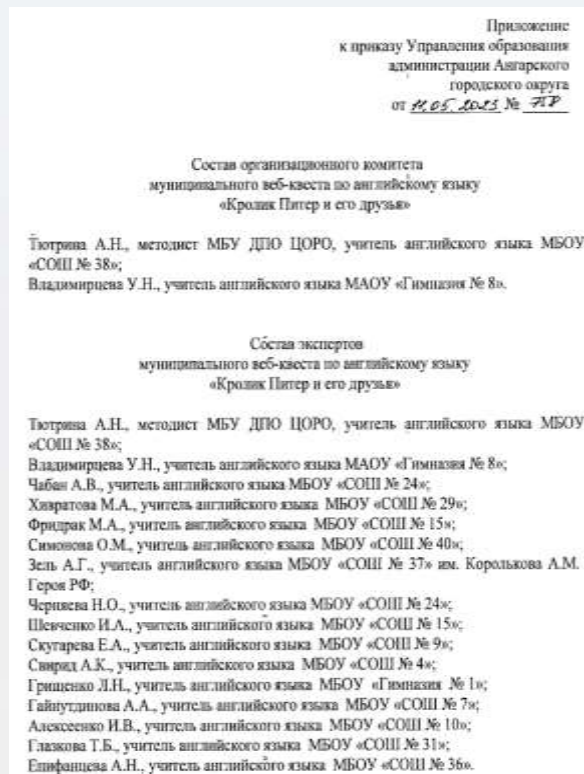 Приложение
к приказу Управления образования
администрации Ангарского
городского округа
от 11.05.2023 №
Состав организационного комитета
муниципального веб-квеста по английскому языку
«Кролик Питер и его друзья»
Тютрина А.Н., методист МБУ ДПО ЦОРО, учитель английского языка МБОУ
«СОШ № 38»;
Владимирцева У.Н., учитель английского языка МАОУ «Гимназия № 8».
Состав экспертов
муниципального веб-квеста по английскому языку
«Кролик Питер и его друзья»
Тютрина А.Н., методист МБУ ДПО ЦОРО, учитель английского языка МБОУ
«СОШ № 38»;
Владимирцева У.Н., учитель английского языка МАОУ «Гимназия № 8»;
Чабан А.В., учитель английского языка МБОУ «СОШ № 24»;
Хивратова М.А., учитель английского языка МБОУ «СОШ № 29»;
Фридрак М.А., учитель английского языка МБОУ «СОШ № 15»;
Симонова О.М., учитель английского языка МБОУ «СОШ № 40»;
Зель А.Г., учитель английского языка МБОУ «СОШ № 37» им. Королькова А.М.
Героя РФ;
Черняева Н.О., учитель английского языка МБОУ «СОШ № 24»;
Шевченко И.А., учитель английского языка МБОУ «СОШ № 15»;
Скутарева Е.А., учитель английского языка МБОУ «СОШ № 9»;
Свирид А.К., учитель английского языка МБОУ «СОШ № 4»;
Грищенко Л.Н., учитель английского языка МБОУ «Гимназия № 1»;
Гайнутдинова А.А., учитель английского языка МБОУ «СОШ № 7»;
Алексеенко И.В., учитель английского языка МБОУ «СОШ № 10»;
Глазкова Т.Б., учитель английского языка МБОУ «СОШ № 31»;
Епифанцева А.Н., учитель английского языка МБОУ «СОШ № 36».